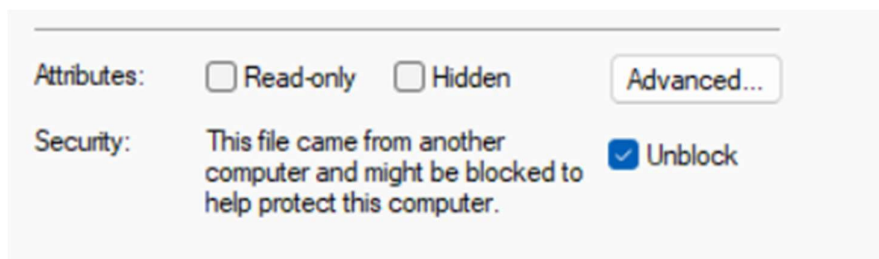 Attributes: Read-only Hidden Advanced...
Security: This file came from another
computer and might be blocked to Unblock
help protect this computer.